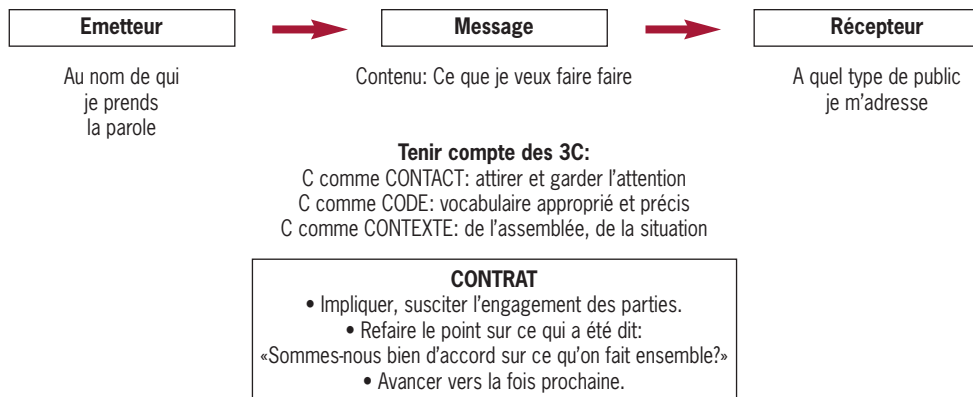 Emetteur
Message
Récepteur
Au nom de qui
je prends
la parole
Contenu: Ce que je veux faire faire
A quel type de public
je m’adresse
Tenir compte des 3C:
C comme CONTACT: attirer et garder l’attention
C comme CODE: vocabulaire approprié et précis
C comme CONTEXTE: de l’assemblée, de la situation
CONTRAT
• Impliquer, susciter l’engagement des parties.
• Refaire le point sur ce qui a été dit:
«Sommes-nous bien d’accord sur ce qu’on fait ensemble?»
• Avancer vers la fois prochaine.